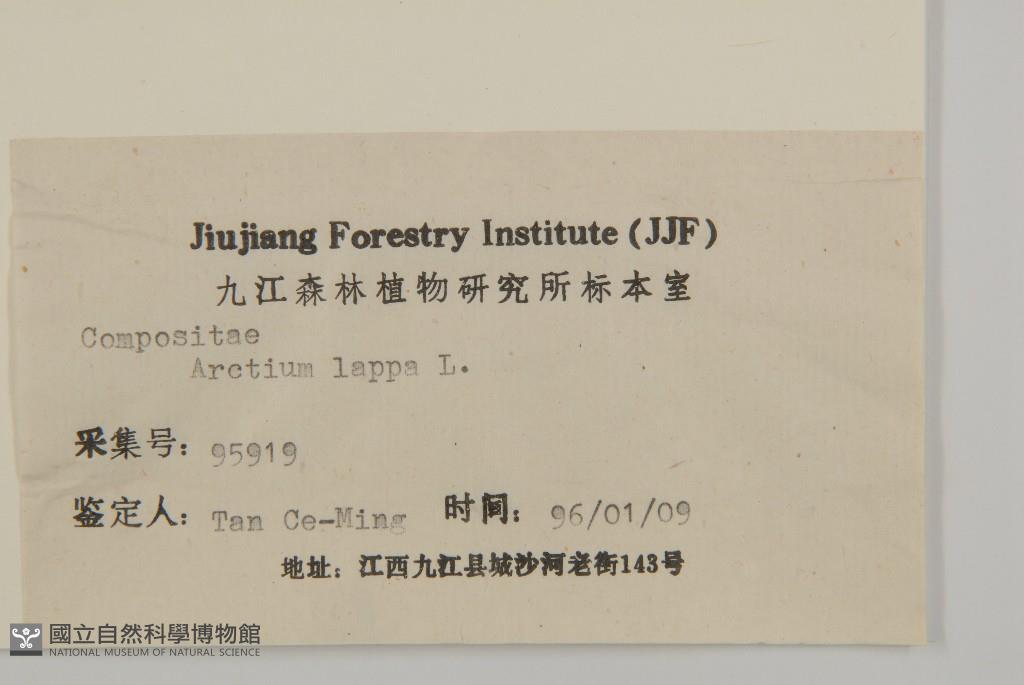 Jiujiang Forestry Institute (JJF)
九江森林植物研究所标本室
Compositae
Arctium lappa L.
采集号: 95919
鉴定人: Tan Ce-Ming 时间: 96/01/09
地址: 江西九江县城沙河老街143号
國立自然科學博物館
NATIONAL MUSEUM OF NATURAL SCIENCE